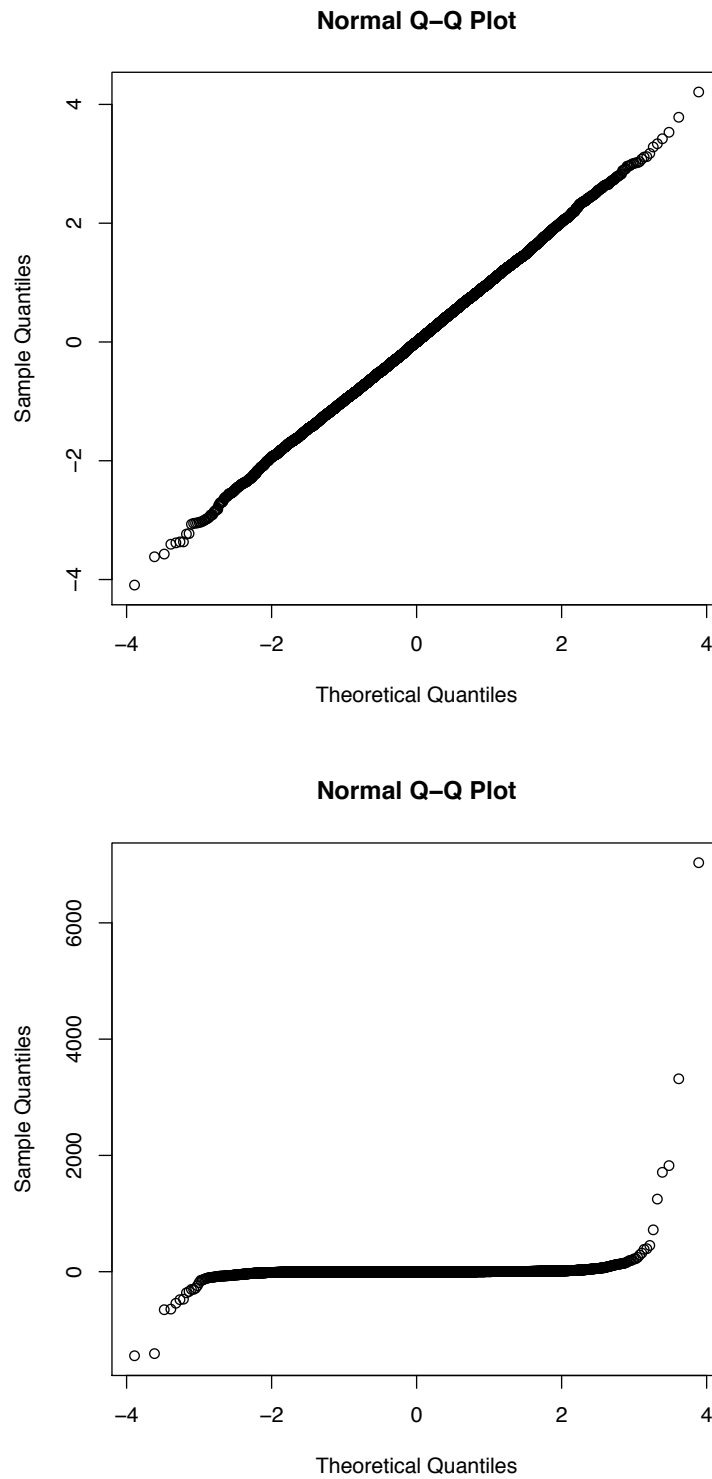 Normal Q−Q Plot
4
2
0
−2
−4
Sample Quantiles
−4 −2 0 2 4
Theoretical Quantiles
Normal Q−Q Plot
6000
4000
2000
0
Sample Quantiles
−4 −2 0 2 4
Theoretical Quantiles